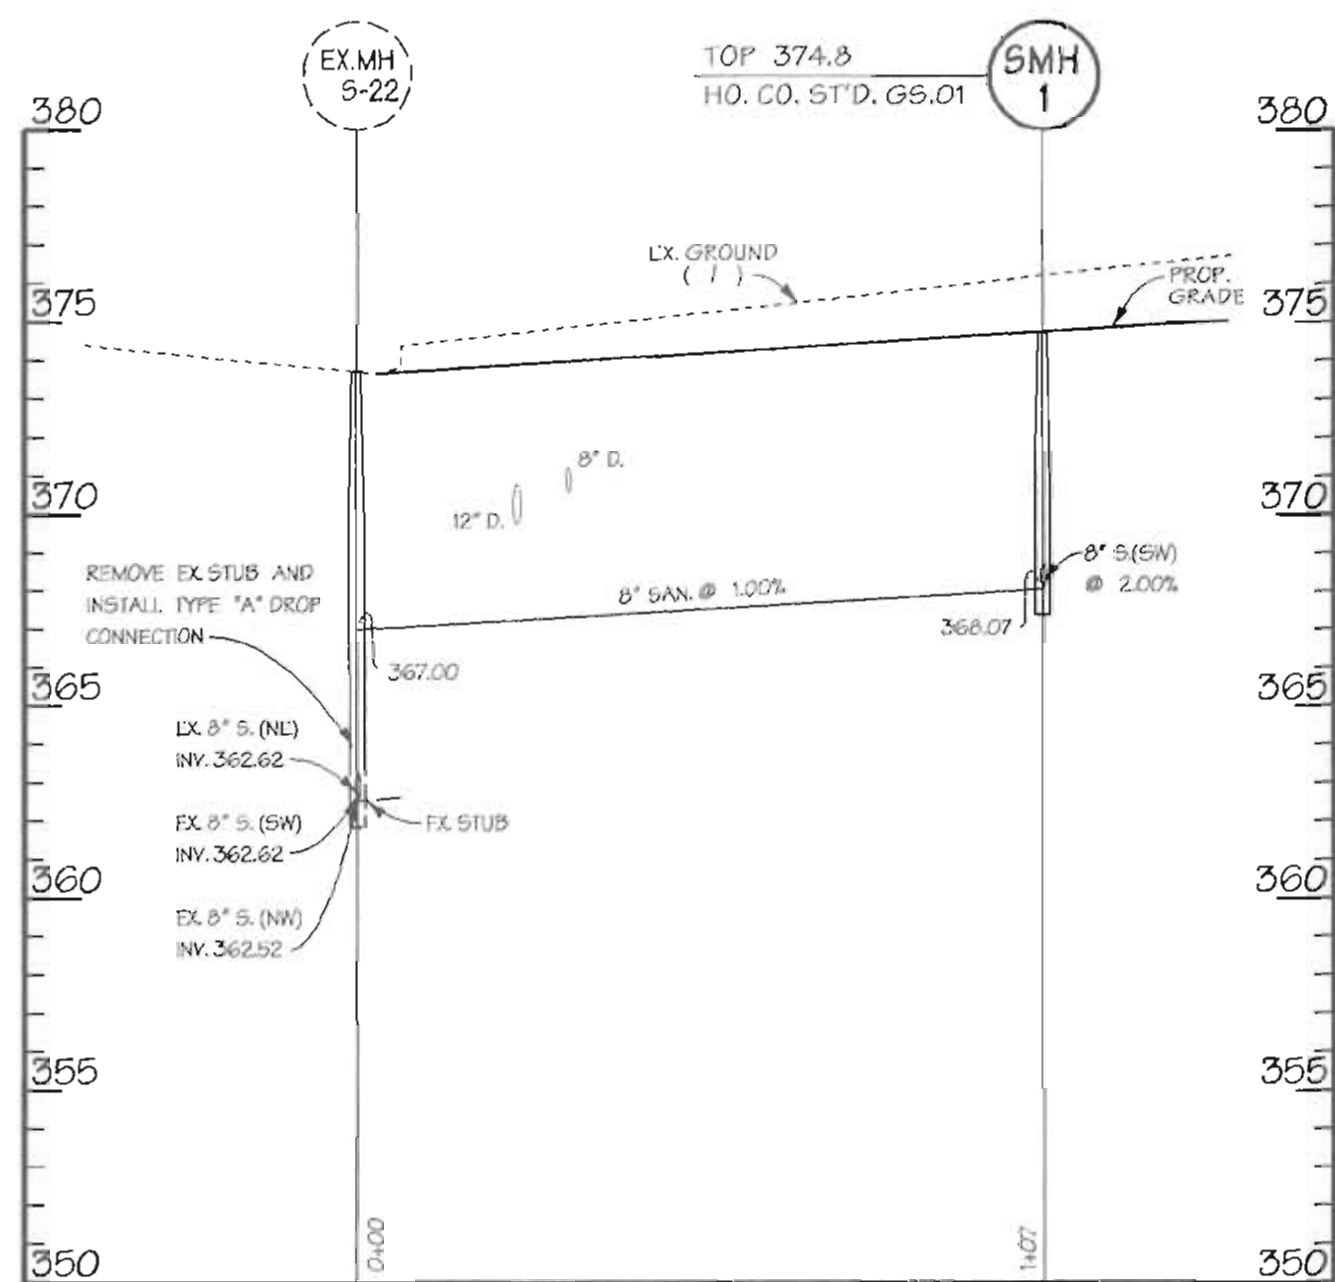 EX.MH
S-22
TOP 374.8
HO. CO. ST'D. GS.01
SMH
1
380
380
EX. GROUND
( / )
PROP.
GRADE
375
375
8" D.
12" D.
370
370
REMOVE EX. STUB AND
INSTALL TYPE "A" DROP
CONNECTION
8" SAN. @ 1.00%
8" S.(SW)
@ 2.00%
368.07
367.00
365
365
EX. 8" S. (NE)
INV. 362.62
EX. 8" S. (SW)
INV. 362.62
EX. STUB
360
360
EX. 8" S. (NW)
INV. 362.52
355
355
0+00
1+07
350
350